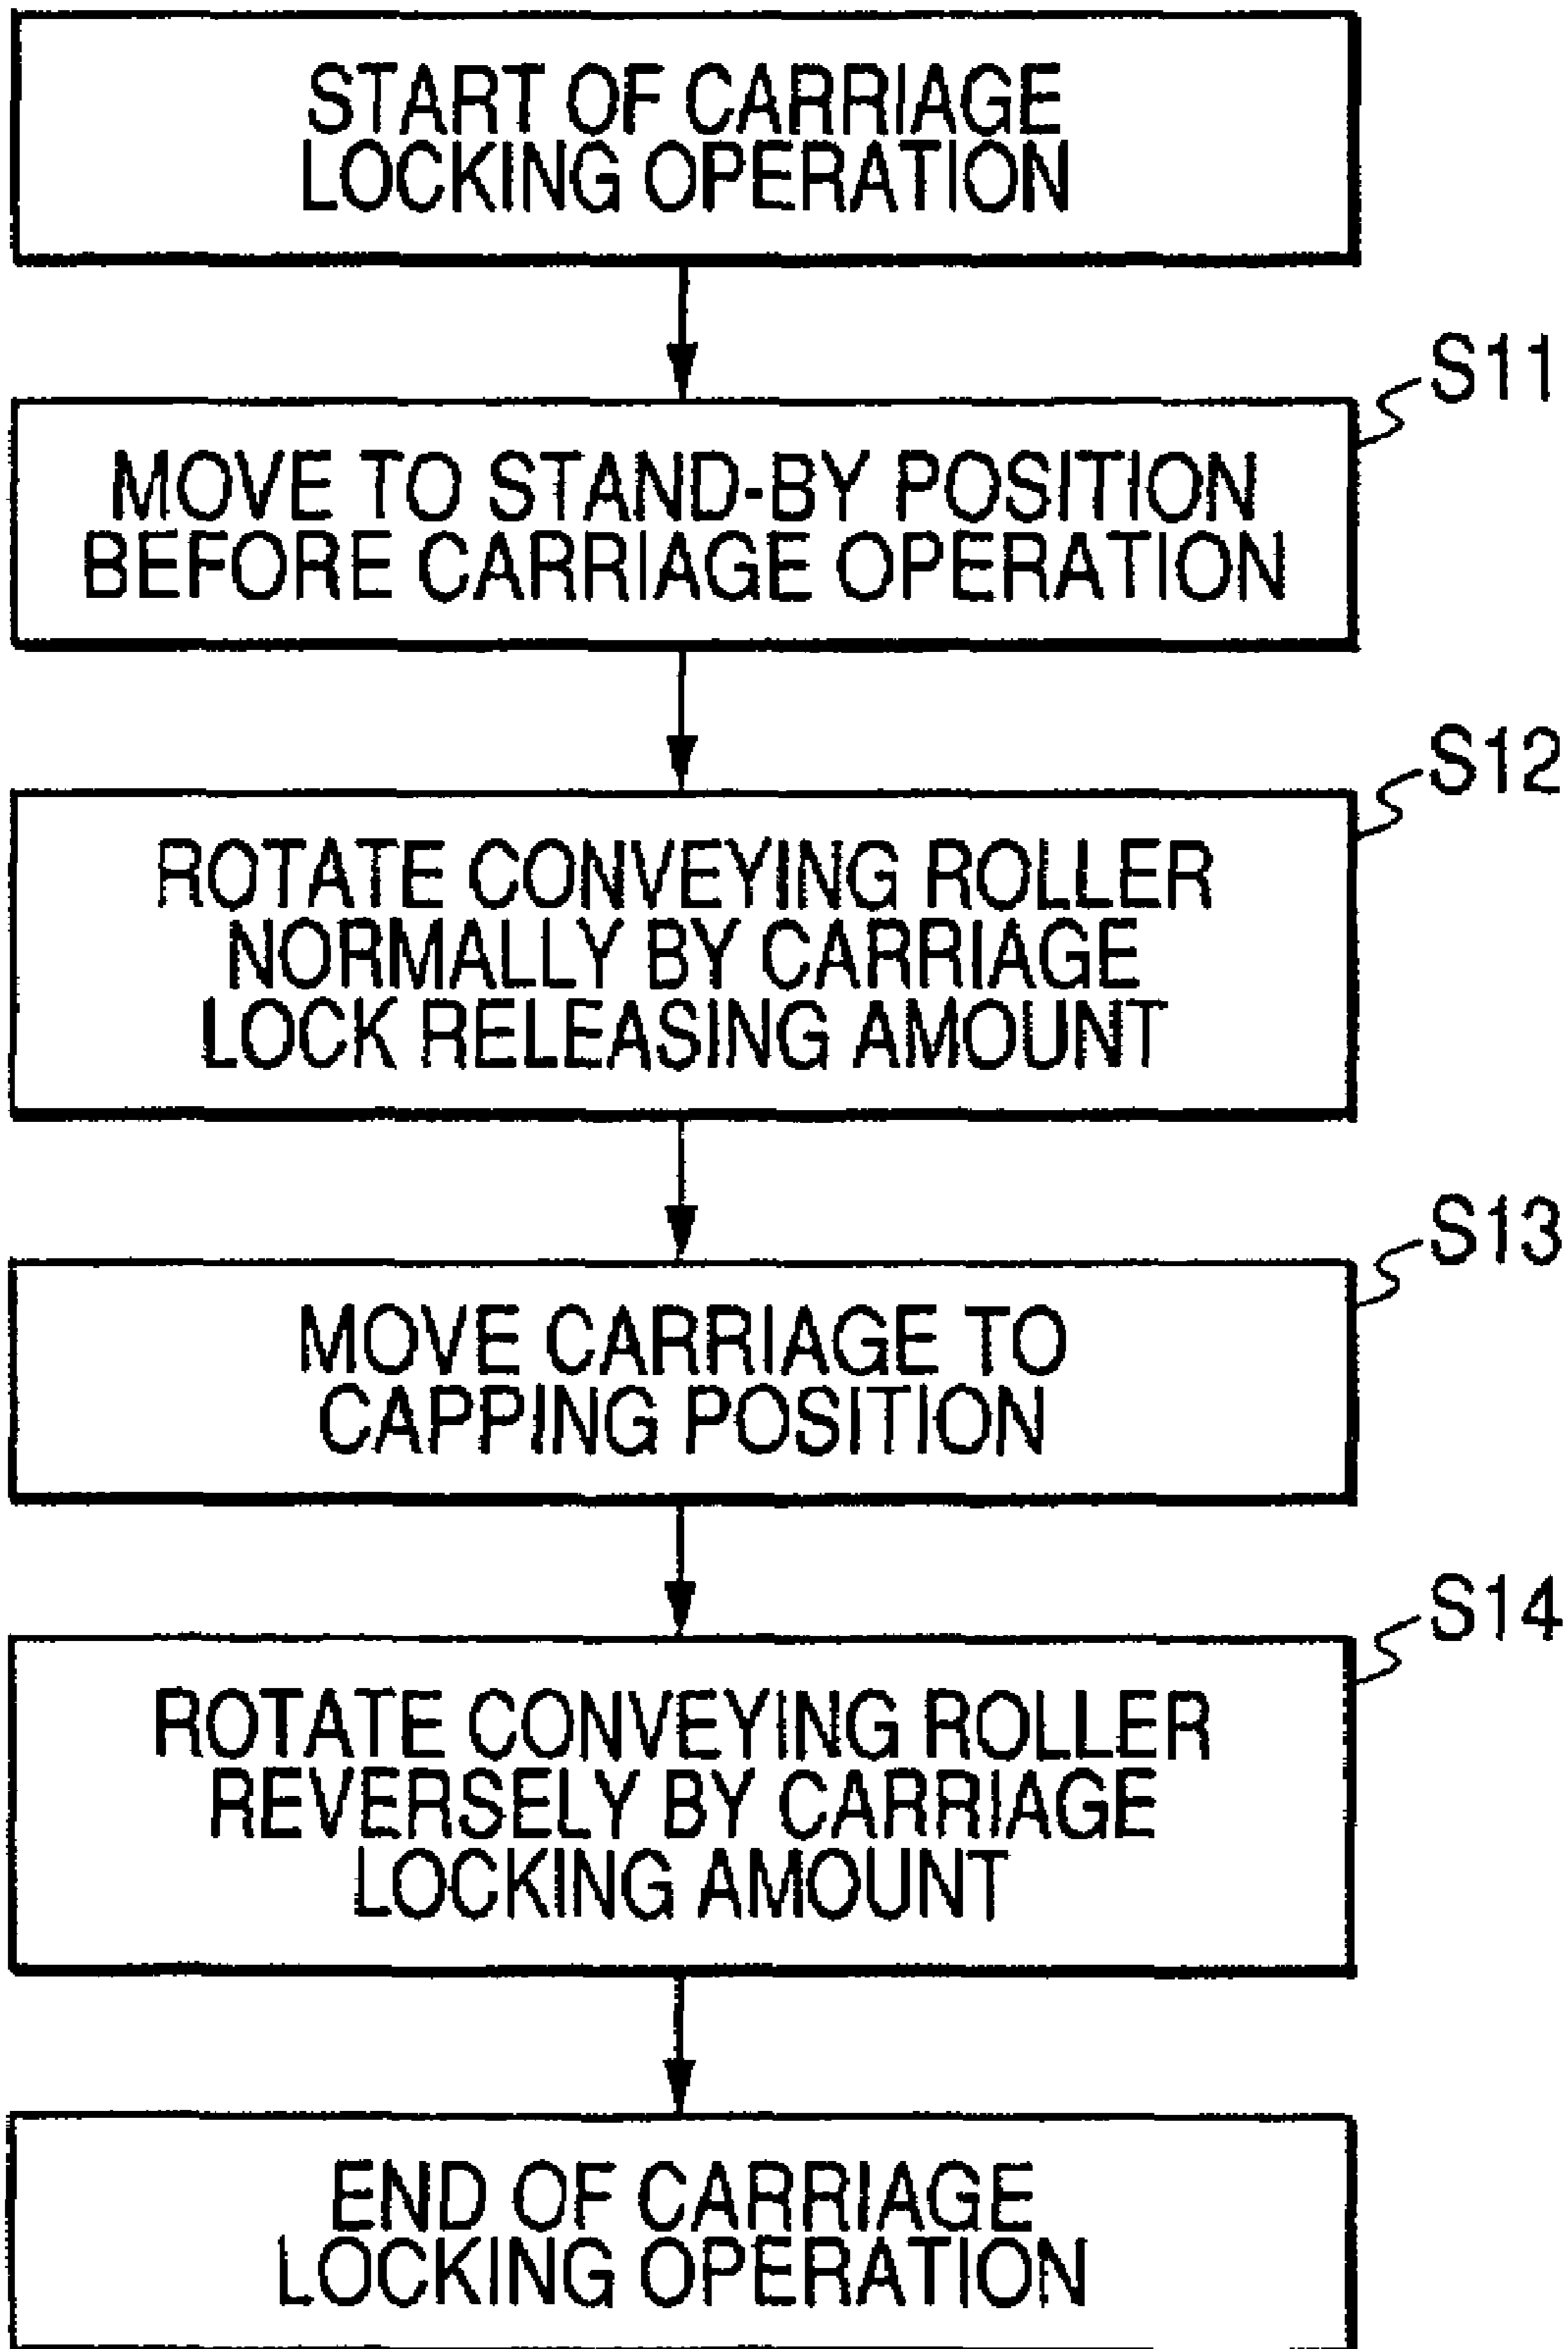 START OF CARRIAGE
LOCKING OPERATION
S11
MOVE TO STAND-BY POSITION
BEFORE CARRIAGE OPERATION
S12
ROTATE CONVEYING ROLLER
NORMALLY BY CARRIAGE
LOCK RELEASING AMOUNT
S13
MOVE CARRIAGE TO
CAPPING POSITION
S14
ROTATE CONVEYING ROLLER
REVERSELY BY CARRIAGE
LOCKING AMOUNT
END OF CARRIAGE
LOCKING OPERATION